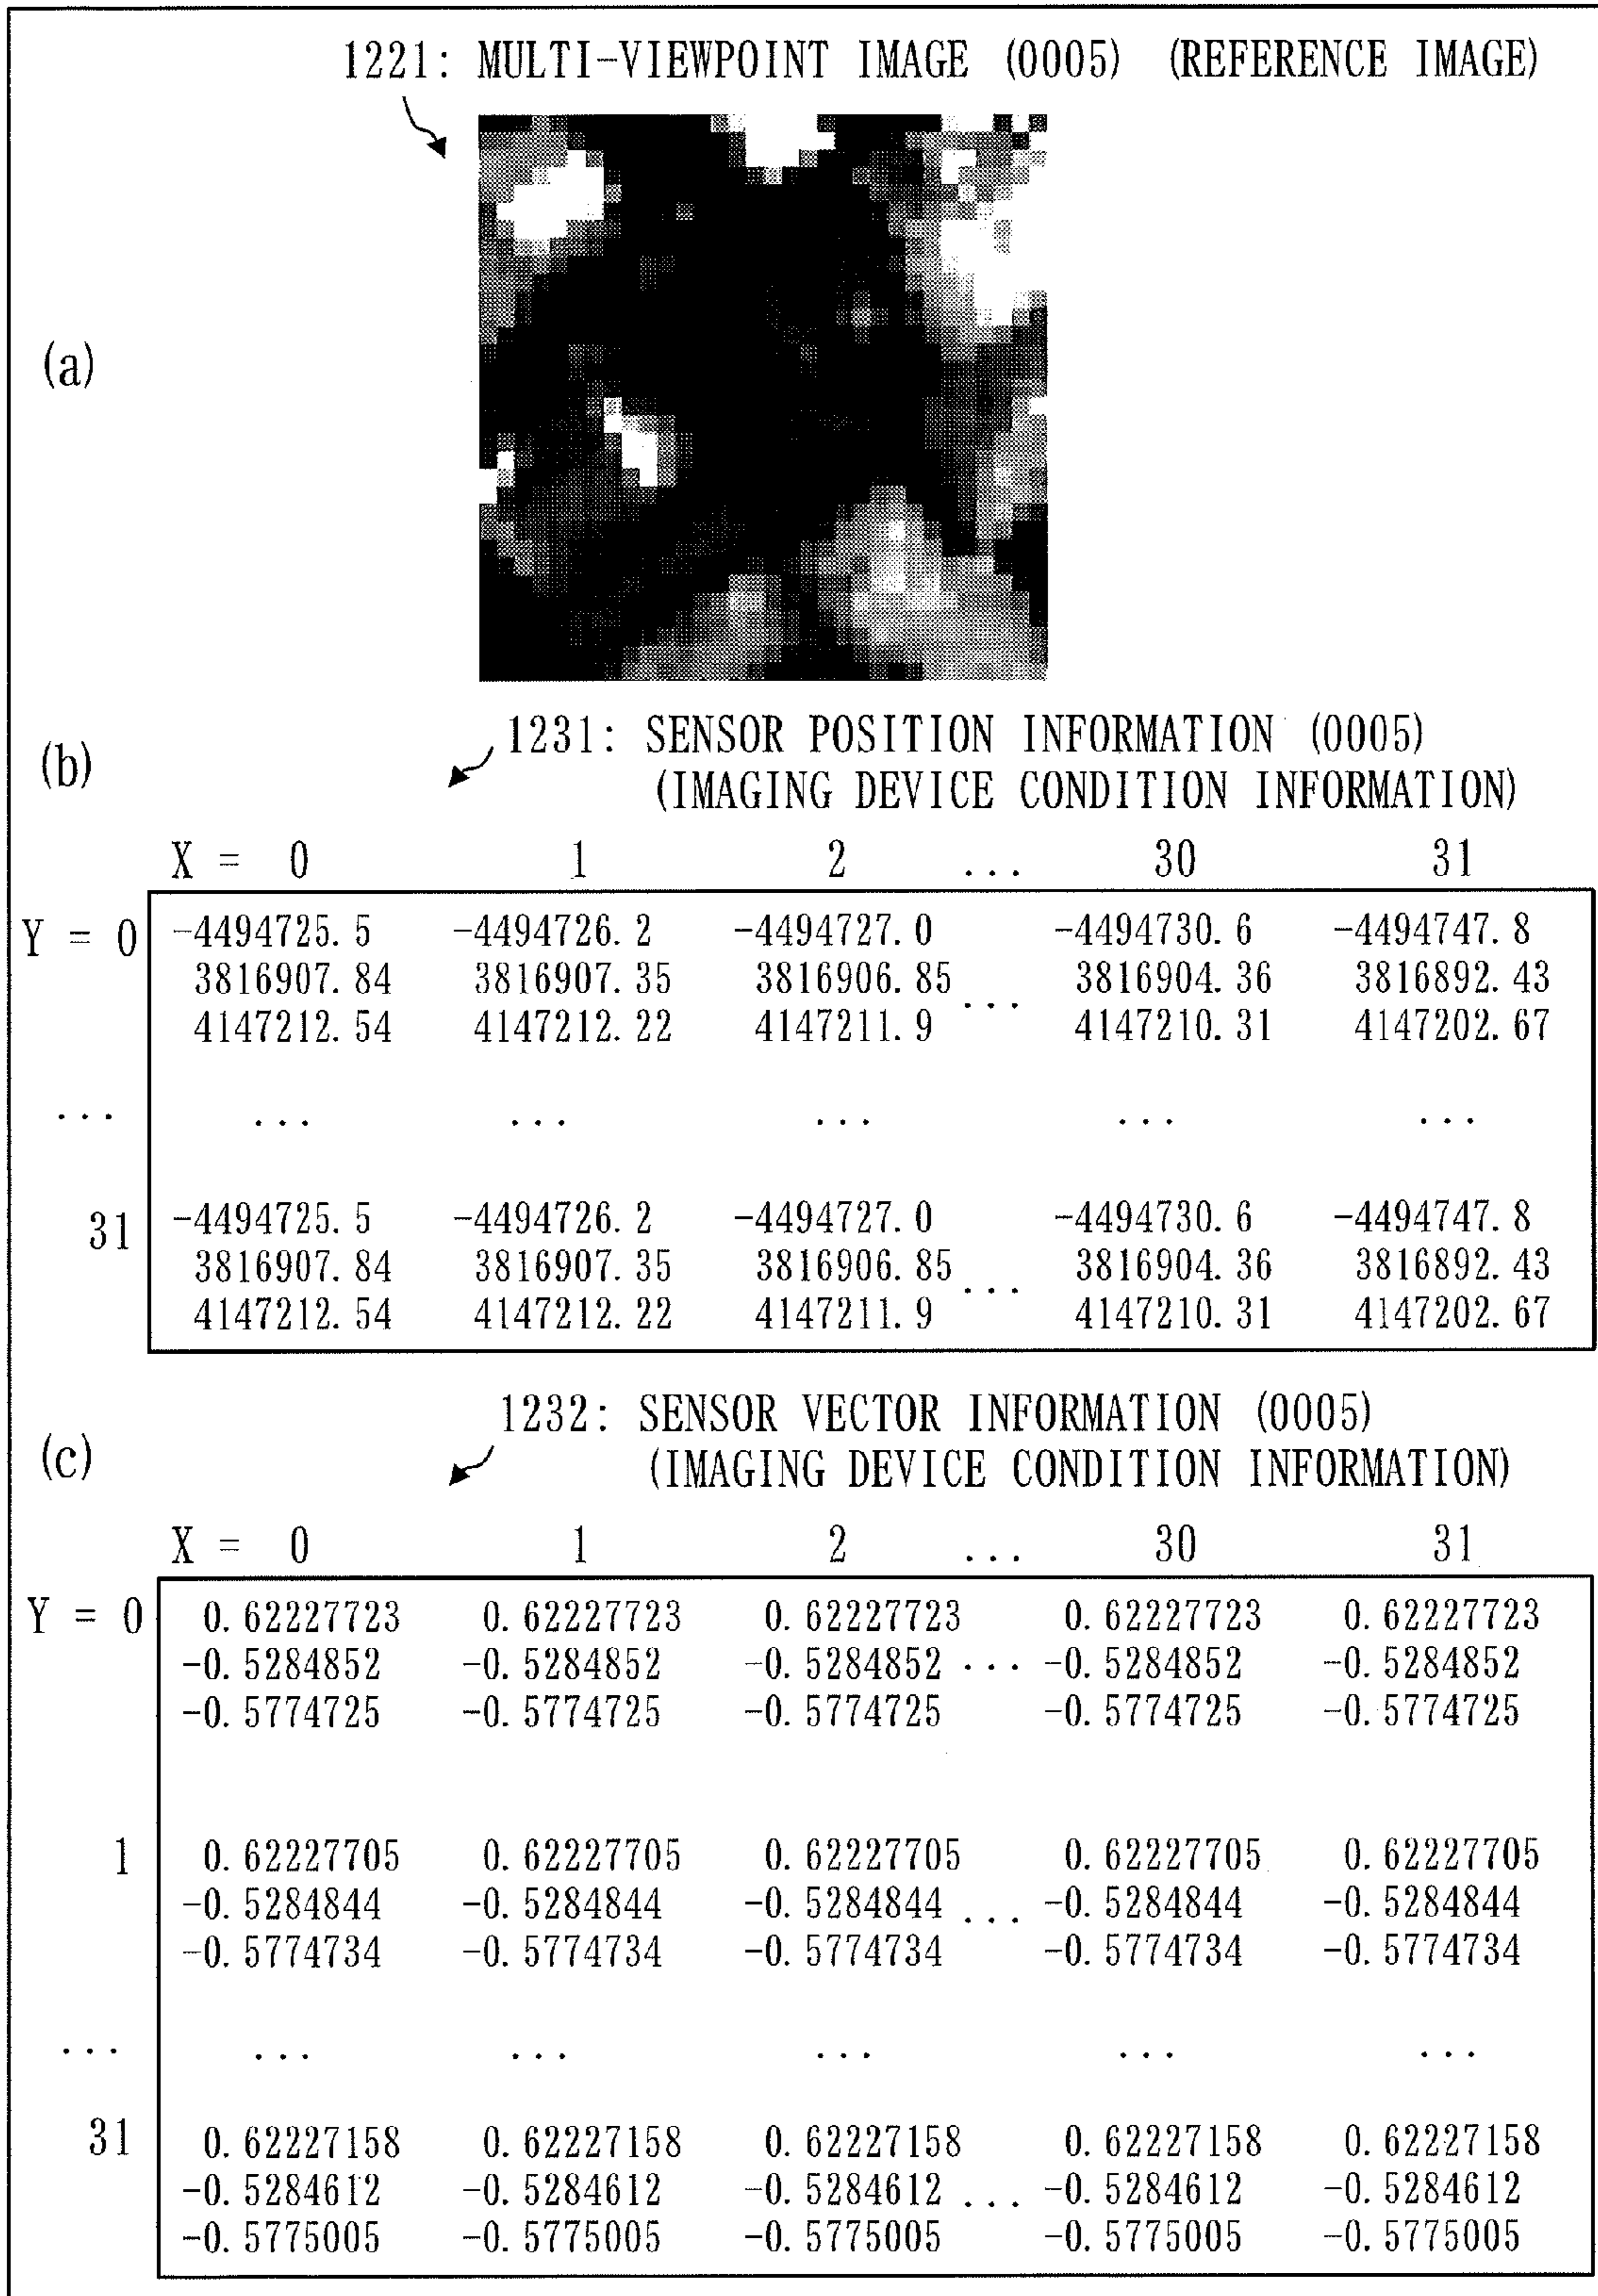 1221: MULTI-VIEWPOINT IMAGE (0005) (REFERENCE IMAGE)
(a)
(b)
1231: SENSOR POSITION INFORMATION (0005)
(IMAGING DEVICE CONDITION INFORMATION)
X = 0 1 2 ... 30 31
Y = 0 -4494725.5 -4494726.2 -4494727.0 -4494730.6 -4494747.8
3816907.84 3816907.35 3816906.85 ... 3816904.36 3816892.43
4147212.54 4147212.22 4147211.9 4147210.31 4147202.67
... ... ... ... ... ...
31 -4494725.5 -4494726.2 -4494727.0 -4494730.6 -4494747.8
3816907.84 3816907.35 3816906.85 ... 3816904.36 3816892.43
4147212.54 4147212.22 4147211.9 4147210.31 4147202.67
(c)
1232: SENSOR VECTOR INFORMATION (0005)
(IMAGING DEVICE CONDITION INFORMATION)
X = 0 1 2 ... 30 31
Y = 0 0.62227723 0.62227723 0.62227723 0.62227723 0.62227723
-0.5284852 -0.5284852 -0.5284852 ... -0.5284852 -0.5284852
-0.5774725 -0.5774725 -0.5774725 -0.5774725 -0.5774725
1 0.62227705 0.62227705 0.62227705 0.62227705 0.62227705
-0.5284844 -0.5284844 -0.5284844 ... -0.5284844 -0.5284844
-0.5774734 -0.5774734 -0.5774734 -0.5774734 -0.5774734
... ... ... ... ... ...
31 0.62227158 0.62227158 0.62227158 0.62227158 0.62227158
-0.5284612 -0.5284612 -0.5284612 ... -0.5284612 -0.5284612
-0.5775005 -0.5775005 -0.5775005 -0.5775005 -0.5775005